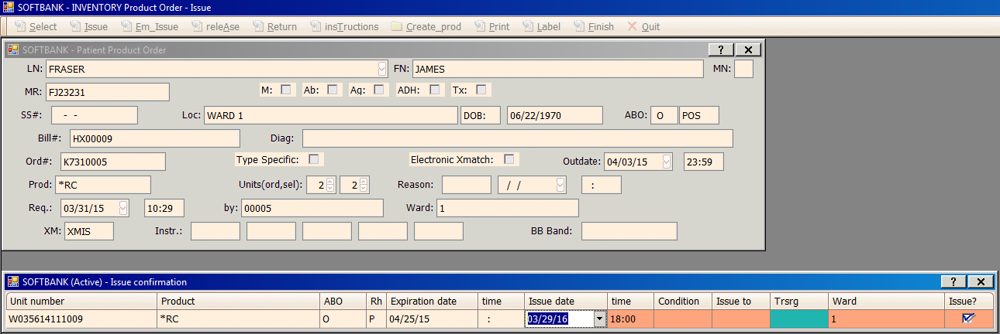 SOFTBANK - INVENTORY Product Order - Issue
Select Issue Em_Issue releAse Return insTructions Create_prod Print Label Finish Quit
SOFTBANK - Patient Product Order ?
LN: FRASER FN: JAMES MN:
MR: FJ23231 M: Ab: Ag: ADH: Tx:
SS#: - - Loc: WARD 1 DOB: 06/22/1970 ABO: O POS
Bill#: HX00009 Diag:
Ord#: K7310005 Type Specific: Electronic Xmatch: Outdate: 04/03/15 23:59
Prod: *RC Units(ord,sel): 2 2 Reason: / / :
Req.: 03/31/15 10:29 by: 00005 Ward: 1
XM: XMIS Instr.: BB Band:
SOFTBANK (Active) - Issue confirmation ?
Unit number Product ABO Rh Expiration date time Issue date time Condition Issue to Trsrg Ward Issue?
W035614111009 *RC O P 04/25/15 : 03/29/16 18:00 1